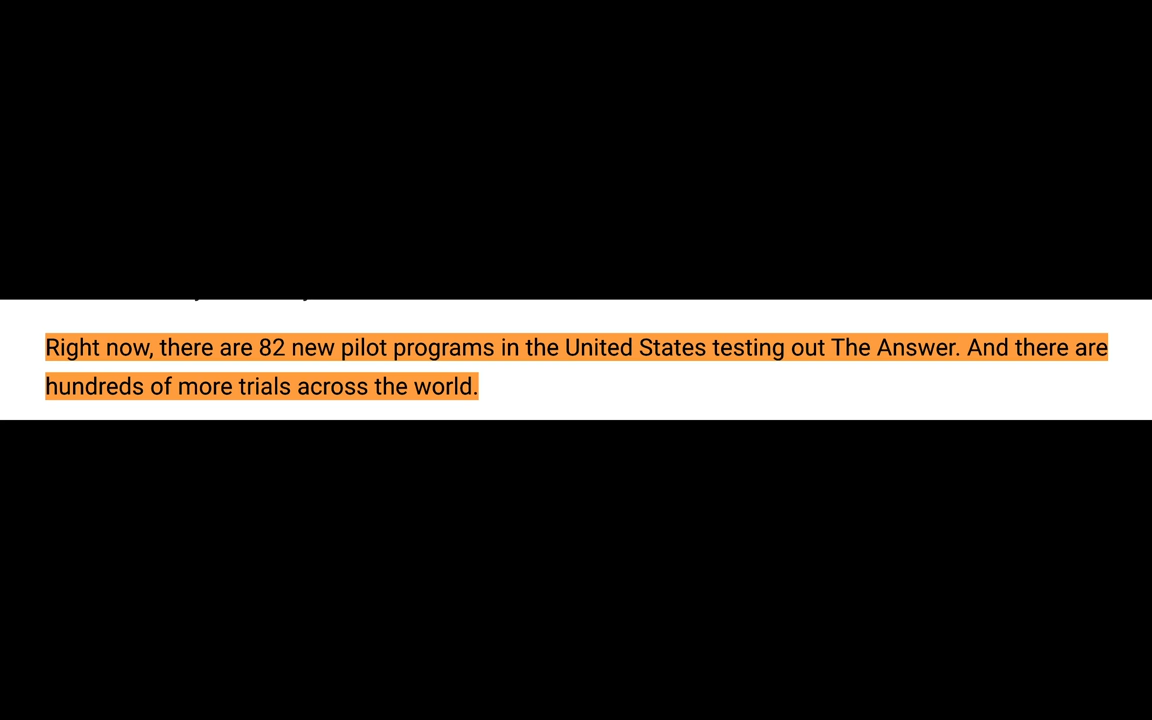 Right now, there are 82 new pilot programs in the United States testing out The Answer. And there are
hundreds of more trials across the world.